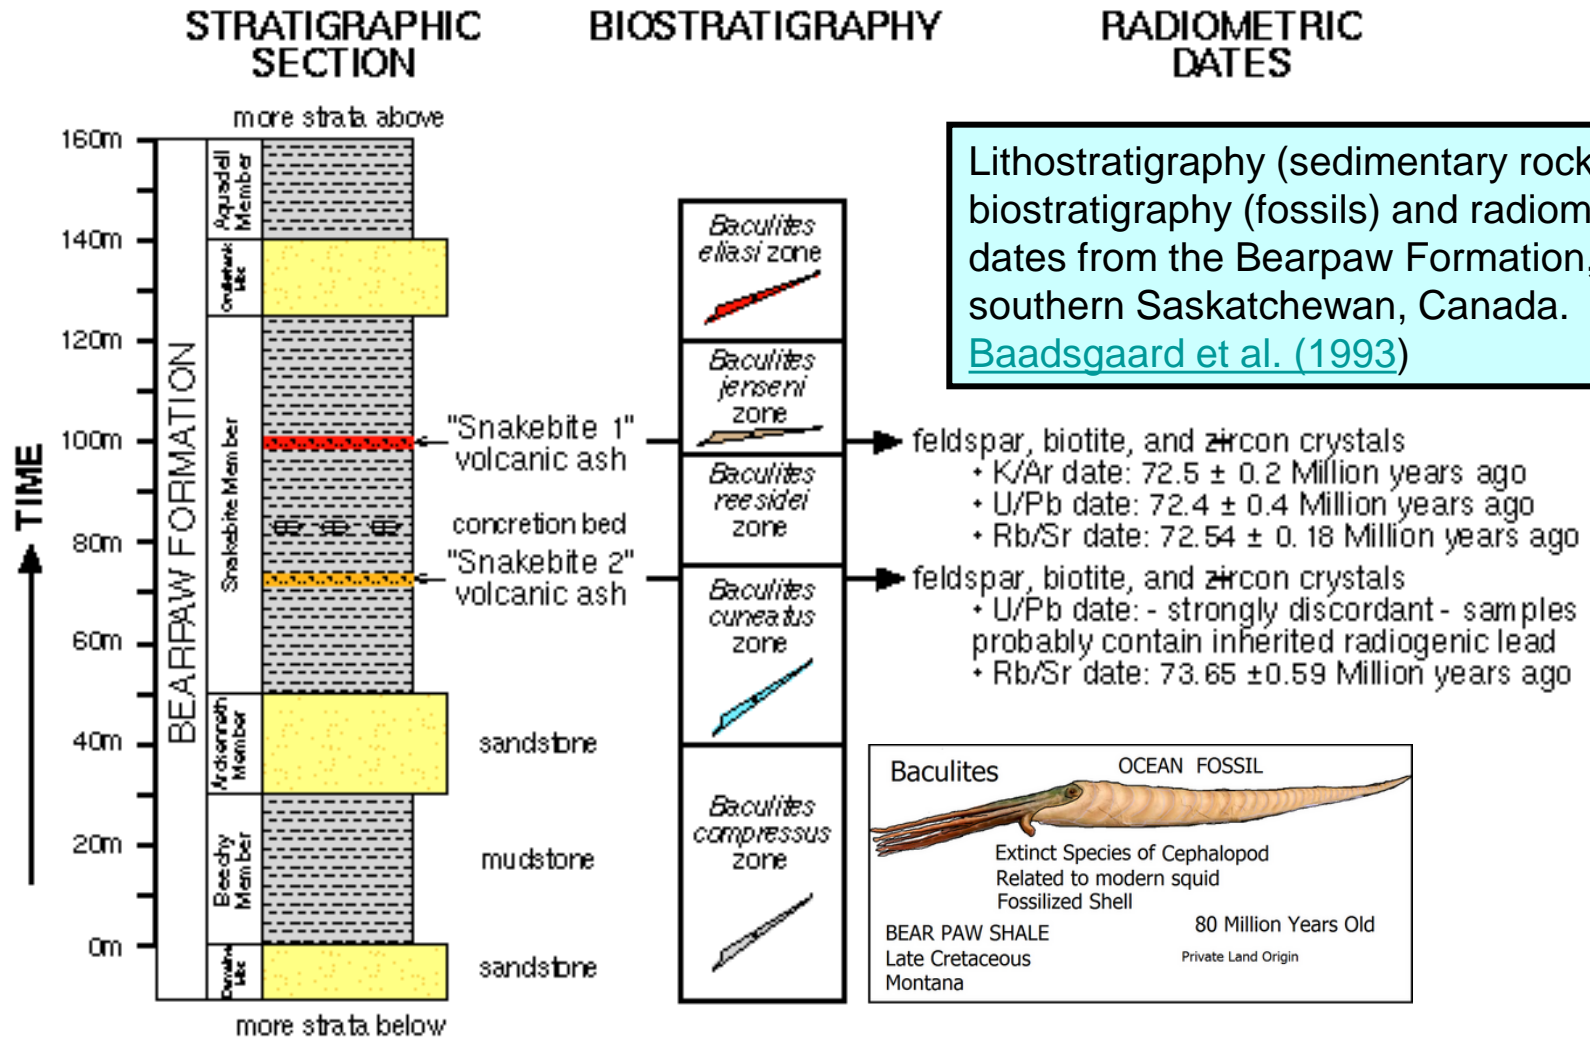 STRATIGRAPHIC
SECTION
BIOSTRATIGRAPHY
RADIOMETRIC
DATES
more strata above
160m
140m
120m
100m
80m
60m
40m
20m
0m
TIME
BEARPAW FORMATION
Aquadell
Member
Cruikshank
Mbr
Snakebite Member
Ardkenneth
Member
Beechy
Member
Demaine
Mbr
"Snakebite 1"
volcanic ash
concretion bed
"Snakebite 2"
volcanic ash
sandstone
mudstone
sandstone
more strata below
Baculites
eliasi zone
Baculites
jenseni
zone
Baculites
reesidei
zone
Baculites
cuneatus
zone
Baculites
compressus
zone
Lithostratigraphy (sedimentary rock
biostratigraphy (fossils) and radiom
dates from the Bearpaw Formation,
southern Saskatchewan, Canada.
Baadsgaard et al. (1993)
feldspar, biotite, and zircon crystals
• K/Ar date: 72.5 ± 0.2 Million years ago
• U/Pb date: 72.4 ± 0.4 Million years ago
• Rb/Sr date: 72.54 ± 0.18 Million years ago
feldspar, biotite, and zircon crystals
• U/Pb date: - strongly discordant - samples
probably contain inherited radiogenic lead
• Rb/Sr date: 73.65 ±0.59 Million years ago
Baculites
OCEAN FOSSIL
Extinct Species of Cephalopod
Related to modern squid
Fossilized Shell
80 Million Years Old
BEAR PAW SHALE
Late Cretaceous
Montana
Private Land Origin